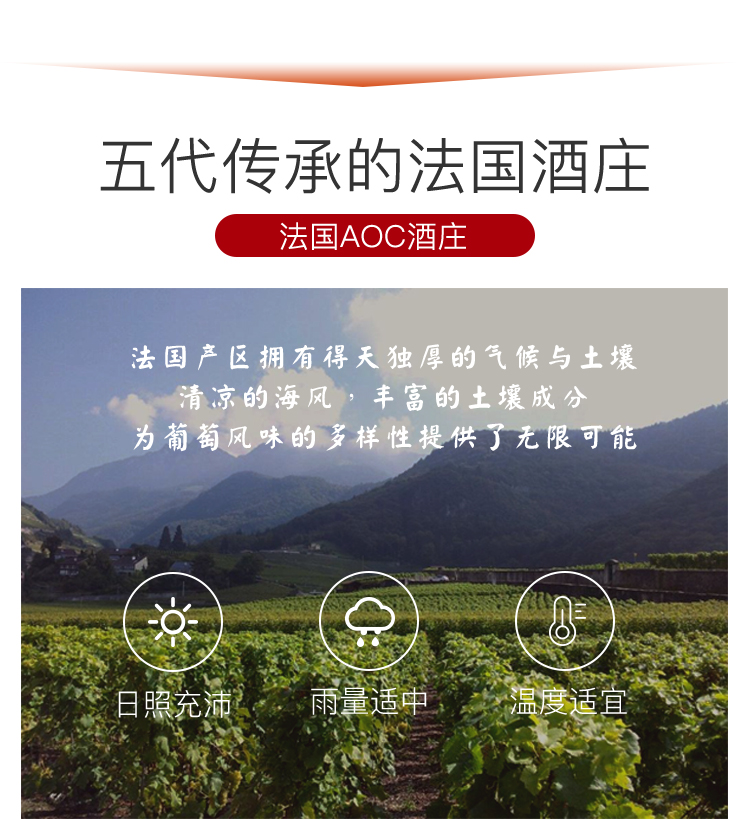 五代传承的法国酒庄
法国AOC酒庄
法国产区拥有得天独厚的气候与土壤
清凉的海风，丰富的土壤成分
为葡萄风味的多样性提供了无限可能
日照充沛
雨量适中
温度适宜